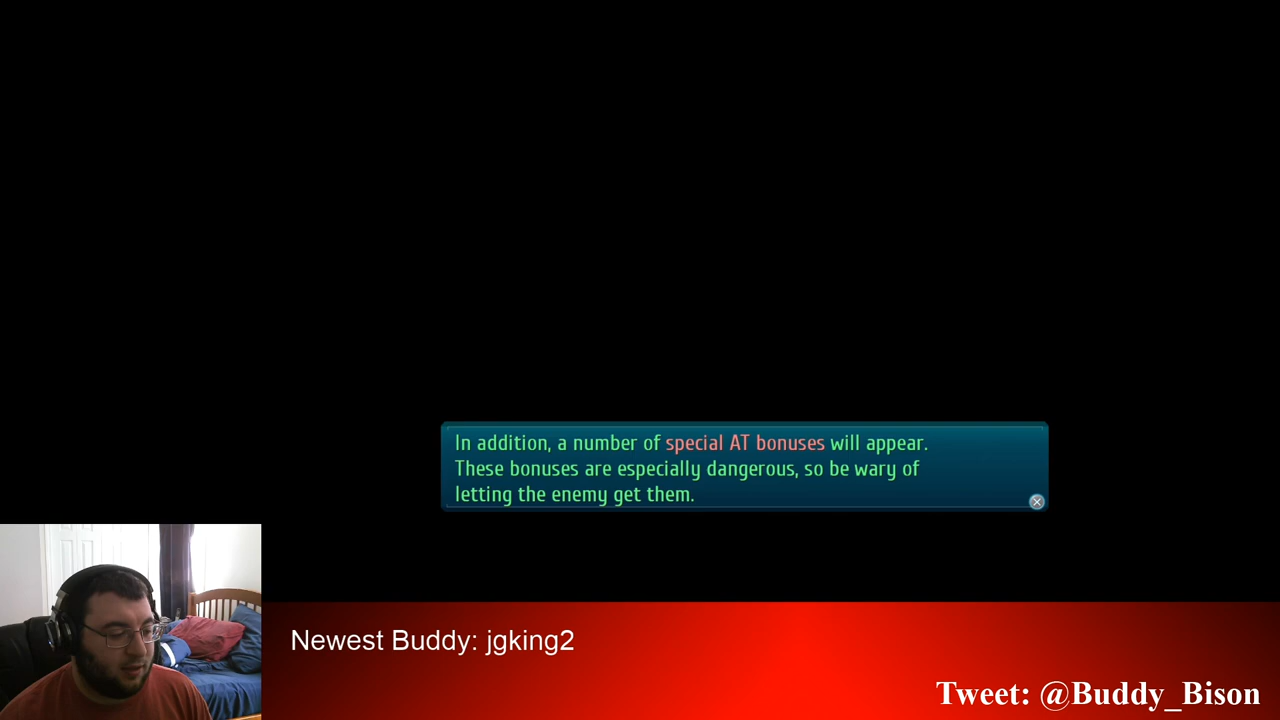 In addition, a number of special AT bonuses will appear.
These bonuses are especially dangerous, so be wary of
letting the enemy get them.
Newest Buddy: jgking2
Tweet: @Buddy_Bison